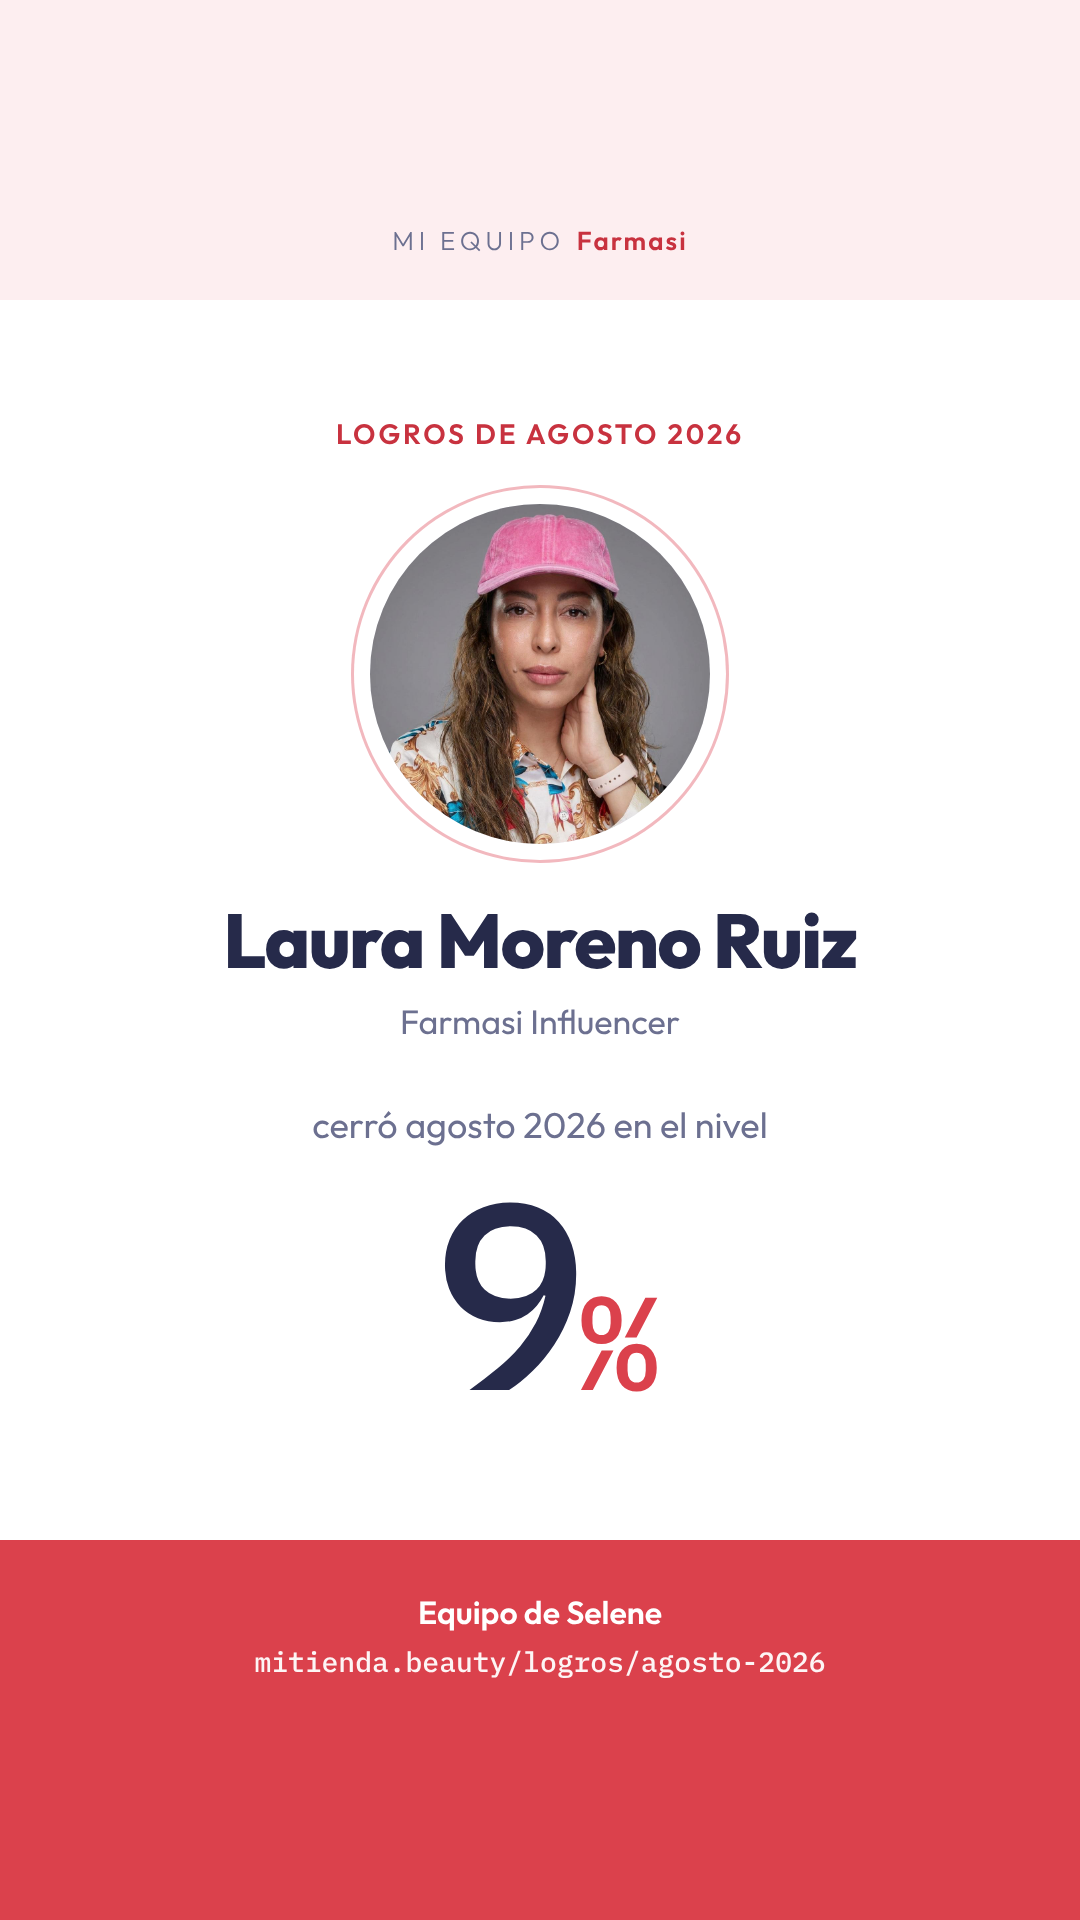 MI EQUIPO Farmasi
LOGROS DE AGOSTO 2026
Laura Moreno Ruiz
Farmasi Influencer
cerró agosto 2026 en el nivel
9%
Equipo de Selene
mitienda.beauty/logros/agosto-2026